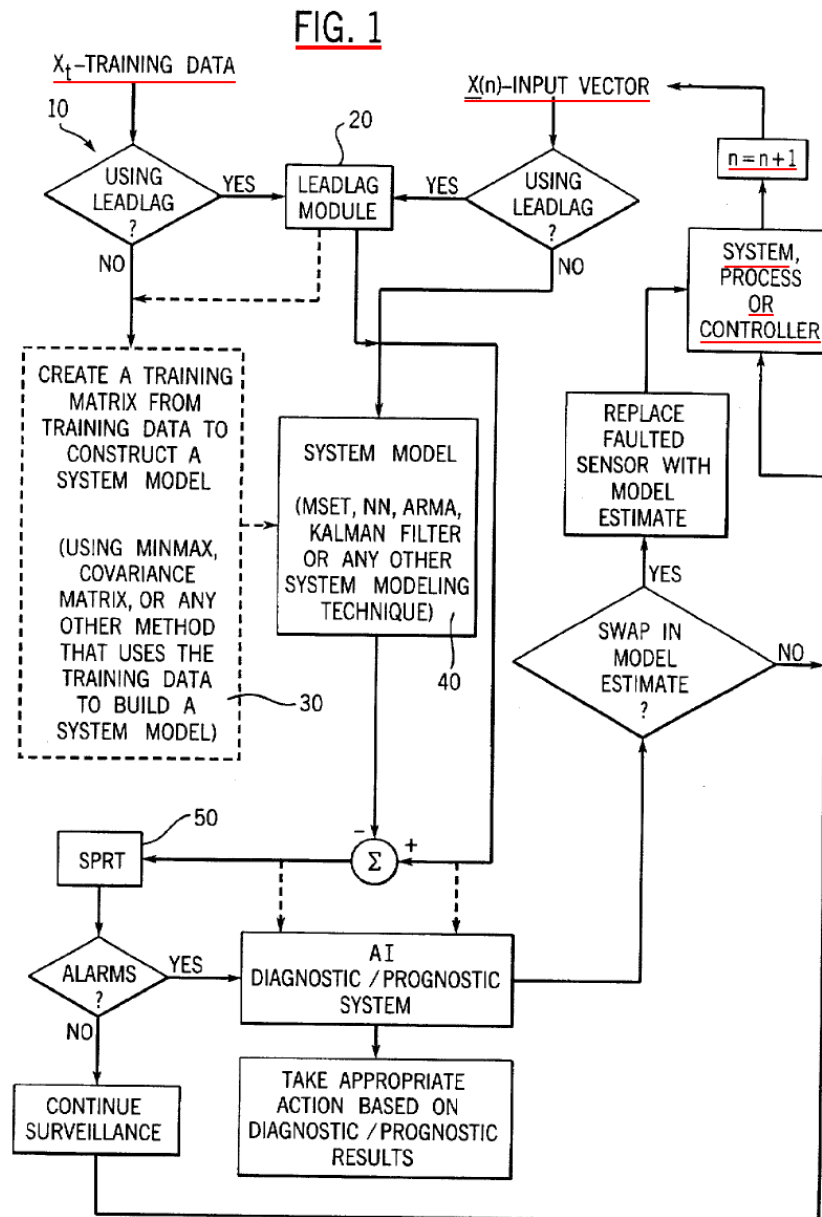 FIG. 1
Xt-TRAINING DATA
X(n)-INPUT VECTOR
10
20
n=n+1
USING
LEADLAG
?
YES
NO
LEADLAG
MODULE
YES
USING
LEADLAG
?
NO
SYSTEM,
PROCESS
OR
CONTROLLER
CREATE A TRAINING
MATRIX FROM
TRAINING DATA TO
CONSTRUCT A
SYSTEM MODEL
(USING MINMAX,
COVARIANCE
MATRIX, OR ANY
OTHER METHOD
THAT USES THE
TRAINING DATA
TO BUILD A
SYSTEM MODEL)
30
SYSTEM MODEL
(MSET, NN, ARMA,
KALMAN FILTER
OR ANY OTHER
SYSTEM MODELING
TECHNIQUE)
40
REPLACE
FAULTED
SENSOR WITH
MODEL
ESTIMATE
YES
SWAP IN
MODEL
ESTIMATE
?
NO
50
SPRT
-
+
Σ
ALARMS
?
YES
NO
AI
DIAGNOSTIC/PROGNOSTIC
SYSTEM
CONTINUE
SURVEILLANCE
TAKE APPROPRIATE
ACTION BASED ON
DIAGNOSTIC/PROGNOSTIC
RESULTS